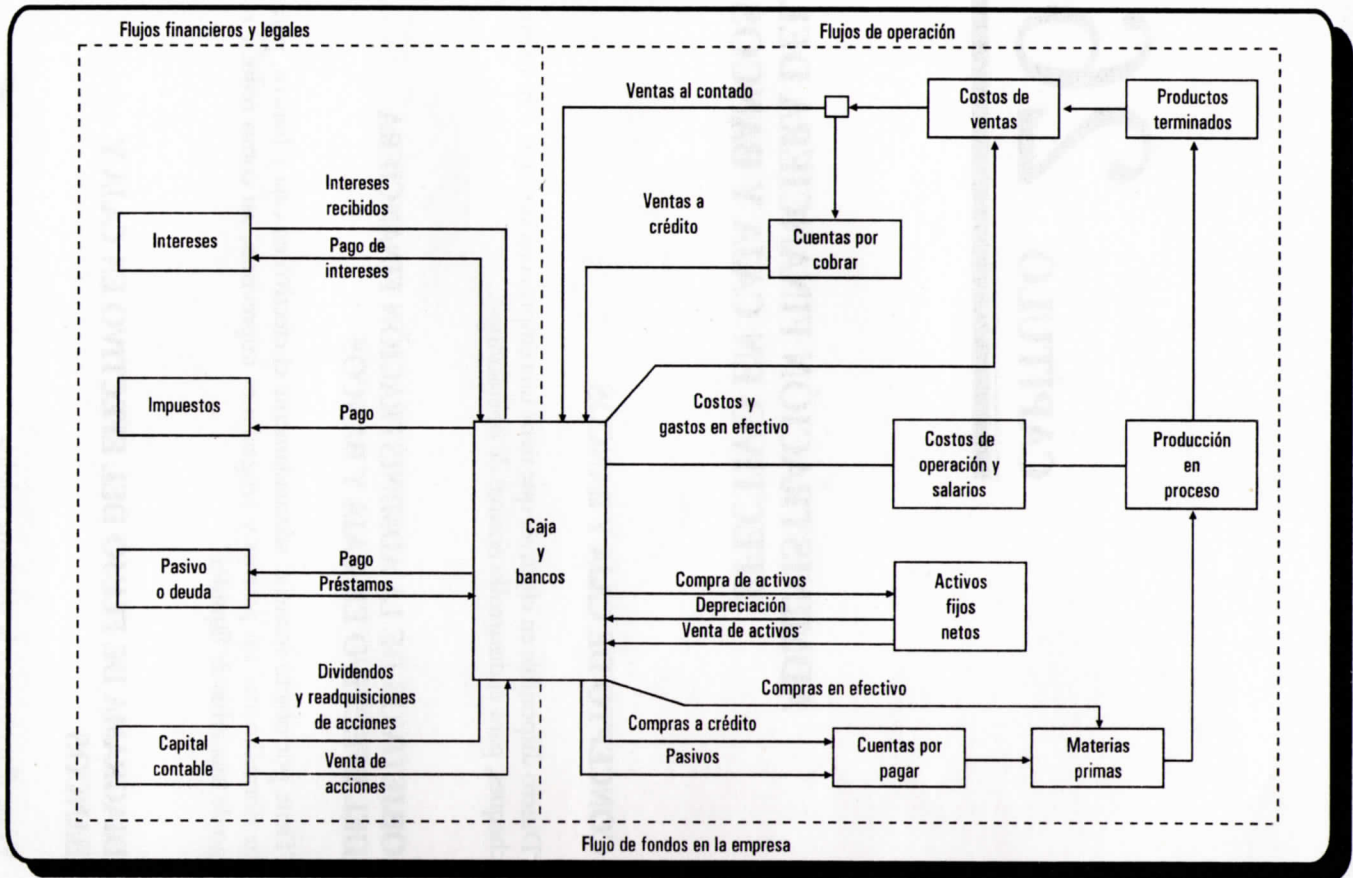 Flujos financieros y legales
Flujos de operación
Ventas al contado
Costos de
ventas
Productos
terminados
Intereses
recibidos
Intereses
Pago de
intereses
Ventas a
crédito
Cuentas por
cobrar
Impuestos
Pago
Costos y
gastos en efectivo
Costos de
operación y
salarios
Producción
en
proceso
Caja
y
bancos
Pasivo
o deuda
Pago
Préstamos
Compra de activos
Depreciación
Venta de activos
Activos
fijos
netos
Dividendos
y readquisiciones
de acciones
Capital
contable
Venta de
acciones
Compras en efectivo
Compras a crédito
Pasivos
Cuentas por
pagar
Materias
primas
Flujo de fondos en la empresa